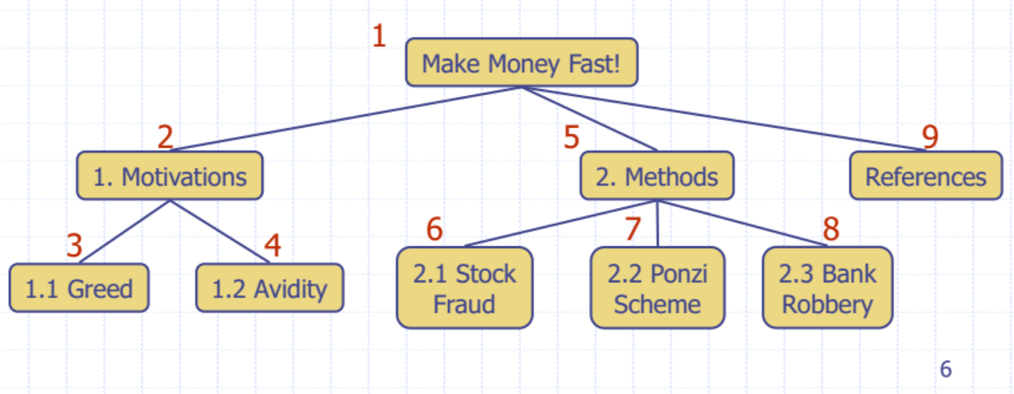 1
Make Money Fast!
2
5
9
1. Motivations
2. Methods
References
3
4
6
7
8
1.1 Greed
1.2 Avidity
2.1 Stock
Fraud
2.2 Ponzi
Scheme
2.3 Bank
Robbery
6